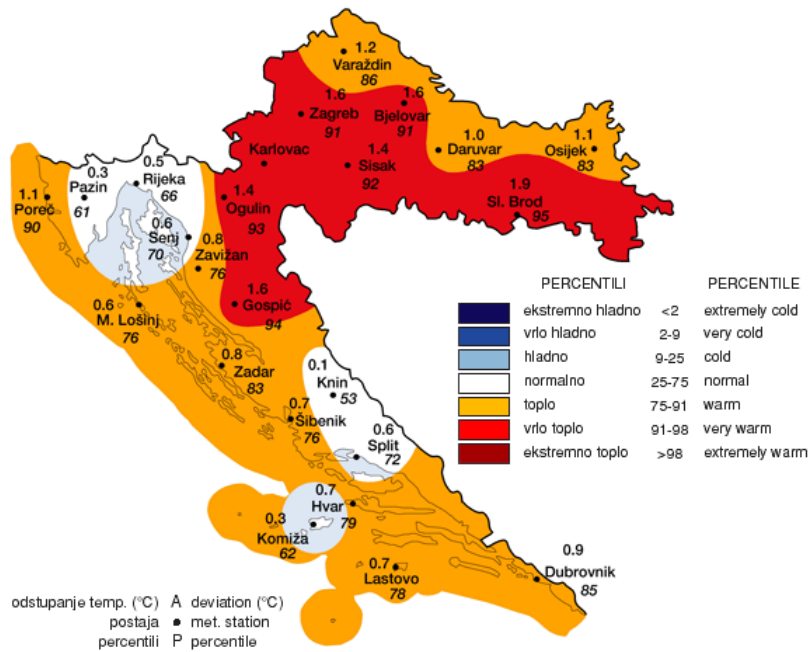 1.2
Varaždin
86
1.6
Zagreb
91
1.6
Bjelovar
91
Karlovac
1.4
Sisak
92
1.0
Daruvar
83
1.1
Osijek
83
1.9
Sl. Brod
95
0.3
Pazin
61
0.5
Rijeka
66
1.1
Poreč
90
1.4
Ogulin
93
0.6
Senj
70
0.8
Zavižan
76
1.6
Gospić
94
0.6
M. Lošinj
76
0.8
Zadar
83
0.1
Knin
53
0.7
Šibenik
76
0.6
Split
72
0.7
Hvar
79
0.3
Komiža
62
0.7
Lastovo
78
0.9
Dubrovnik
85
PERCENTILI PERCENTILE
ekstremno hladno <2 extremely cold
vrlo hladno 2-9 very cold
hladno 9-25 cold
normalno 25-75 normal
toplo 75-91 warm
vrlo toplo 91-98 very warm
ekstremno toplo >98 extremely warm
odstupanje temp. (°C) A deviation (°C)
postaja • met. station
percentili P percentile